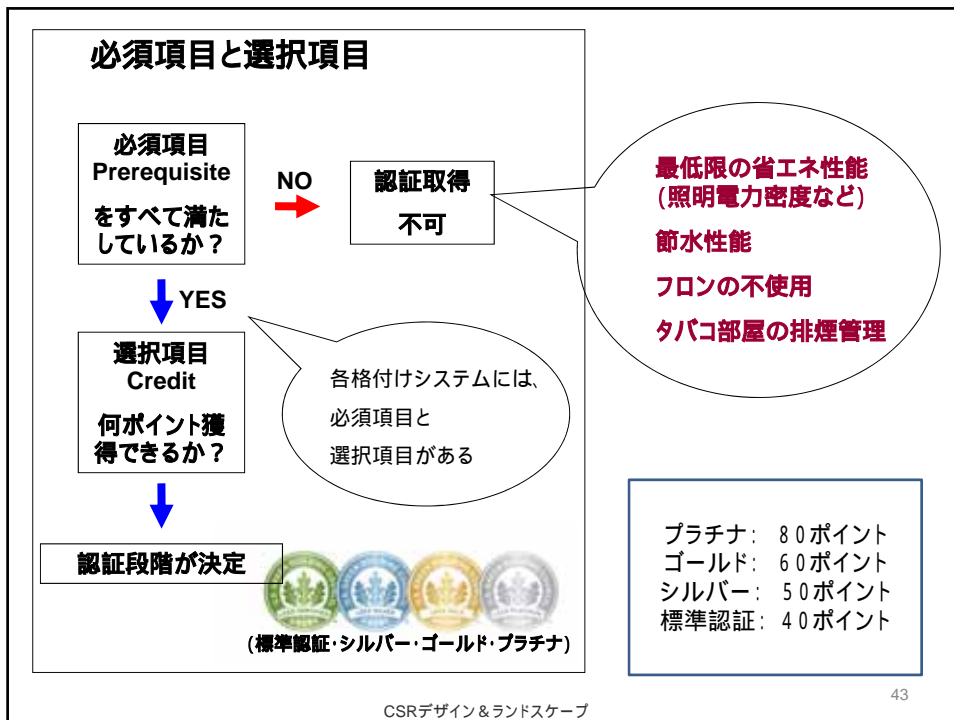 必須項目と選択項目
必須項目
Prerequisite
をすべて満た
しているか？
NO
認証取得
不可
最低限の省エネ性能
(照明電力密度など)
節水性能
フロンの不使用
タバコ部屋の排煙管理
YES
選択項目
Credit
何ポイント獲
得できるか？
各格付けシステムには、
必須項目と
選択項目がある
認証段階が決定
(標準認証・シルバー・ゴールド・プラチナ)
プラチナ： ８０ポイント
ゴールド： ６０ポイント
シルバー： ５０ポイント
標準認証： ４０ポイント
CSRデザイン＆ランドスケープ
43